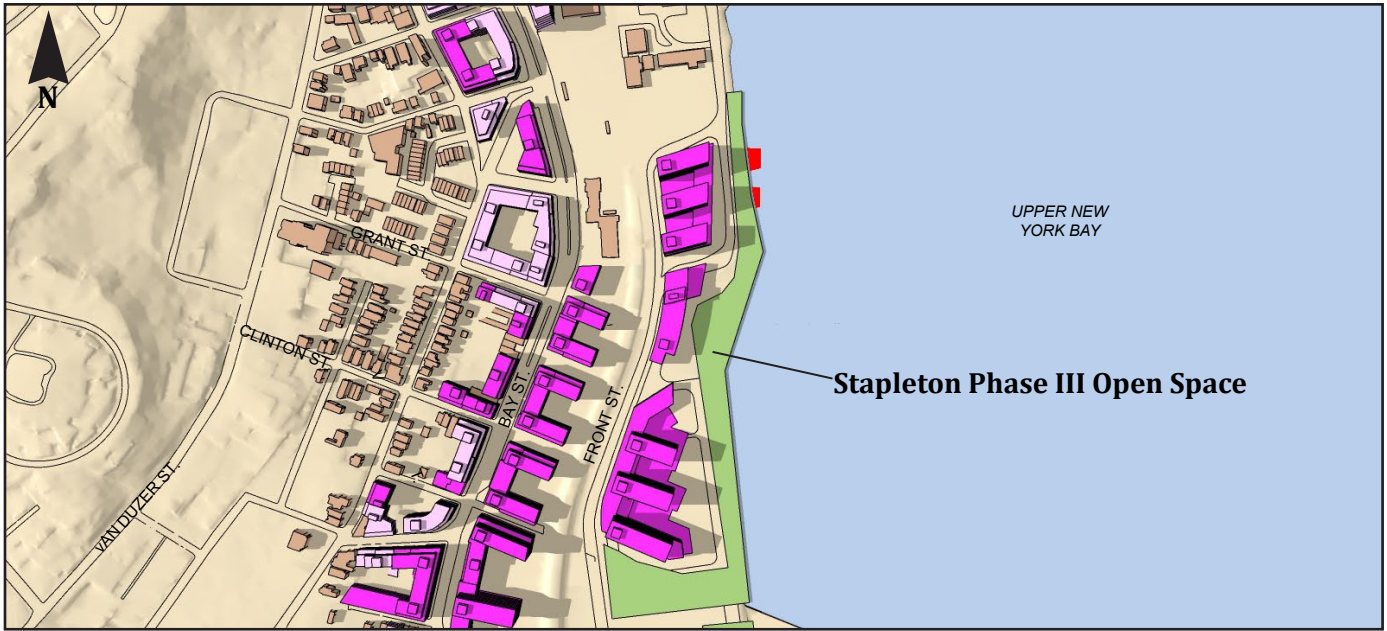 N
GRANT ST.
UPPER NEW
YORK BAY
CLINTON ST.
BAY ST.
FRONT ST.
Stapleton Phase III Open Space
VAN DUZER ST.